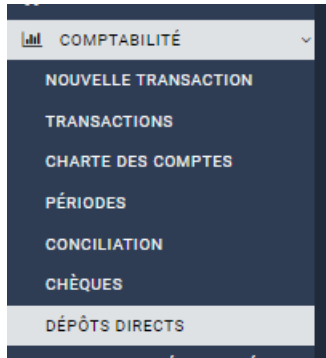 COMPTABILITÉ
NOUVELLE TRANSACTION
TRANSACTIONS
CHARTE DES COMPTES
PÉRIODES
CONCILIATION
CHÈQUES
DÉPÔTS DIRECTS